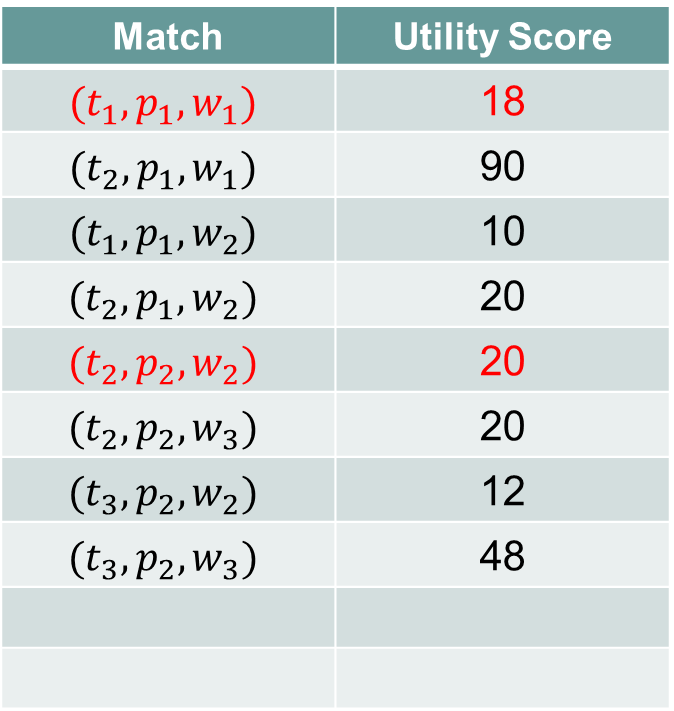 Match Utility Score
(t₁, p₁, w₁) 18
(t₂, p₁, w₁) 90
(t₁, p₁, w₂) 10
(t₂, p₁, w₂) 20
(t₂, p₂, w₂) 20
(t₂, p₂, w₃) 20
(t₃, p₂, w₂) 12
(t₃, p₂, w₃) 48